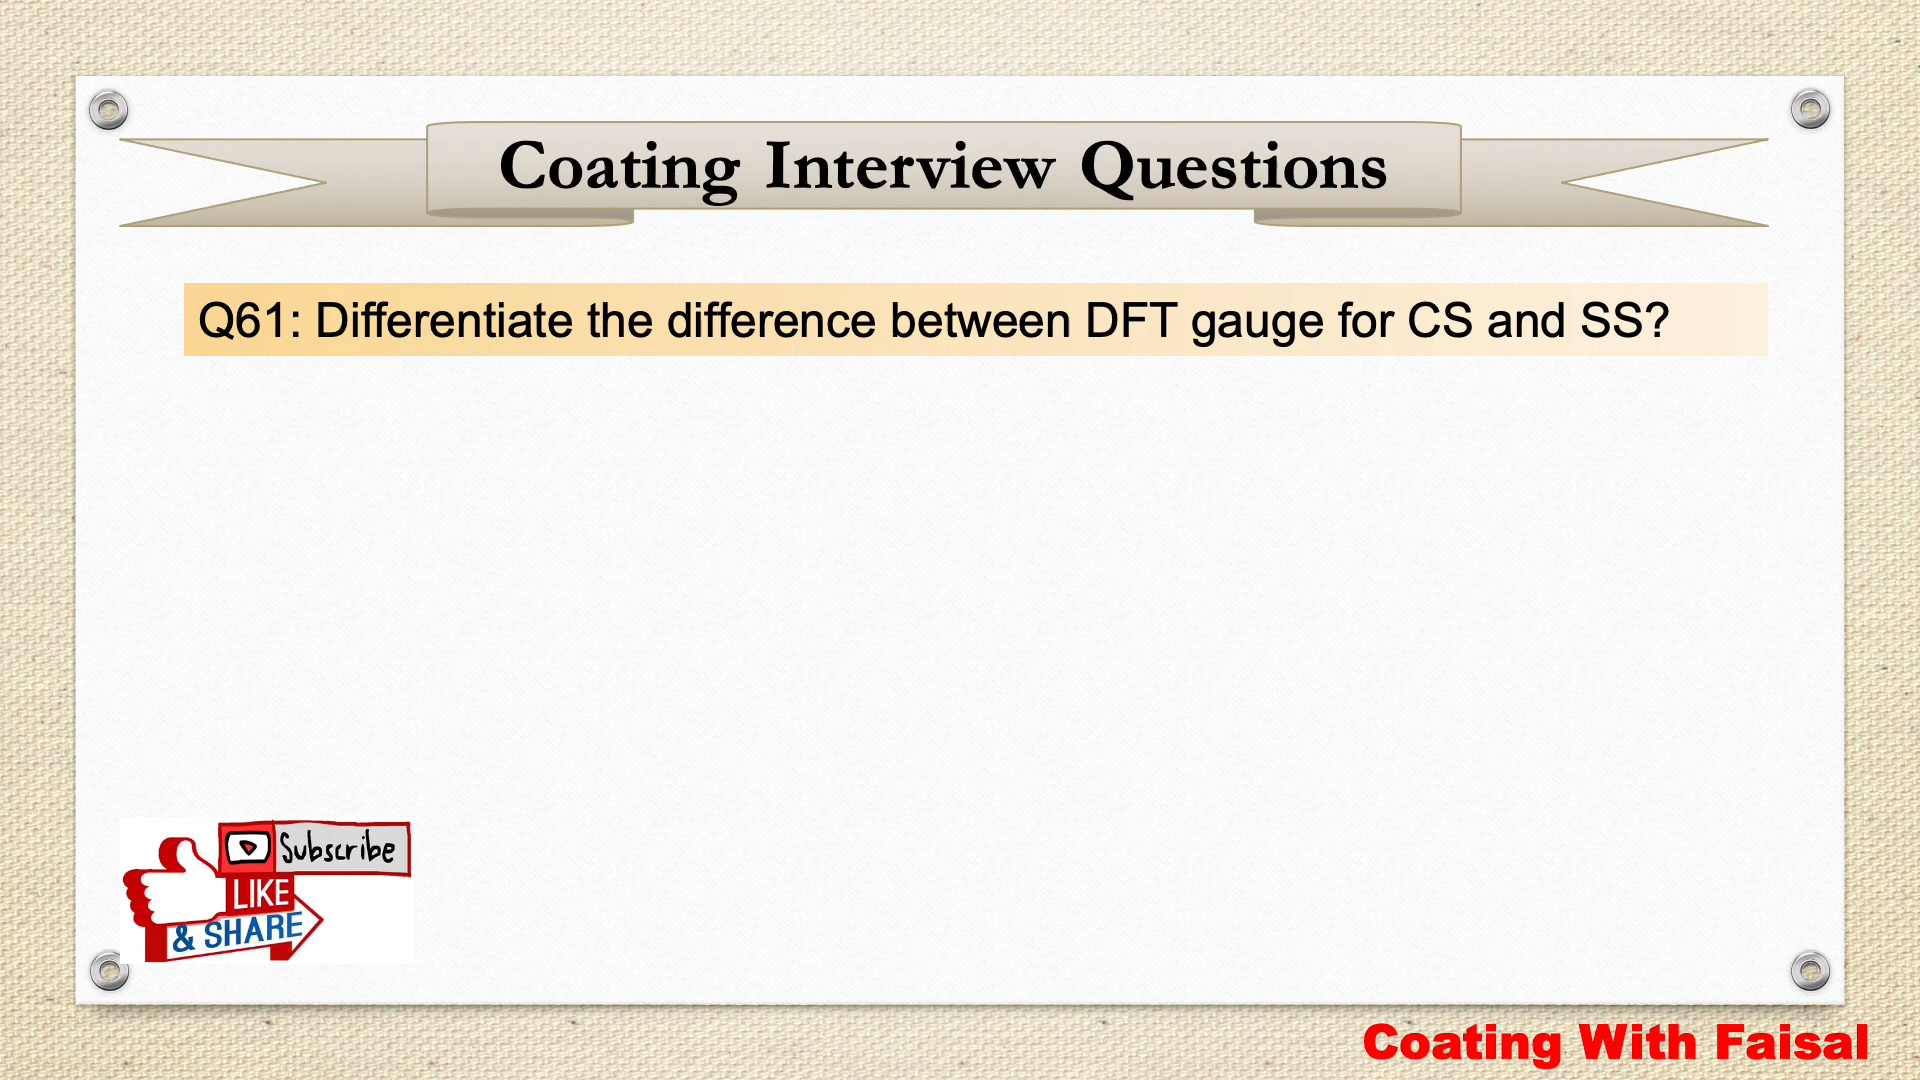 Coating Interview Questions
Q61: Differentiate the difference between DFT gauge for CS and SS?
Subscribe
LIKE
& SHARE
Coating With Faisal